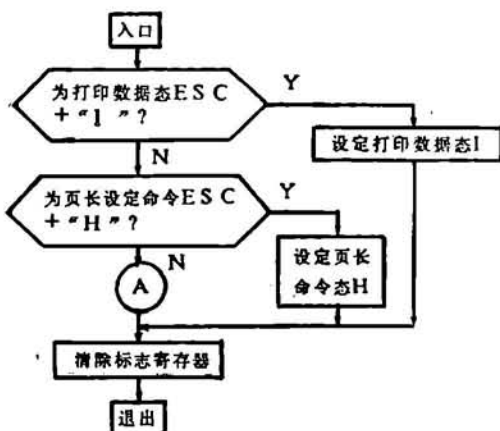 入口
为打印数据态ESC
+“I”?
Y
设定打印数据态I
N
为页长设定命令ESC
+“H”?
Y
设定页长
命令态H
N
A
清除标志寄存器
退出